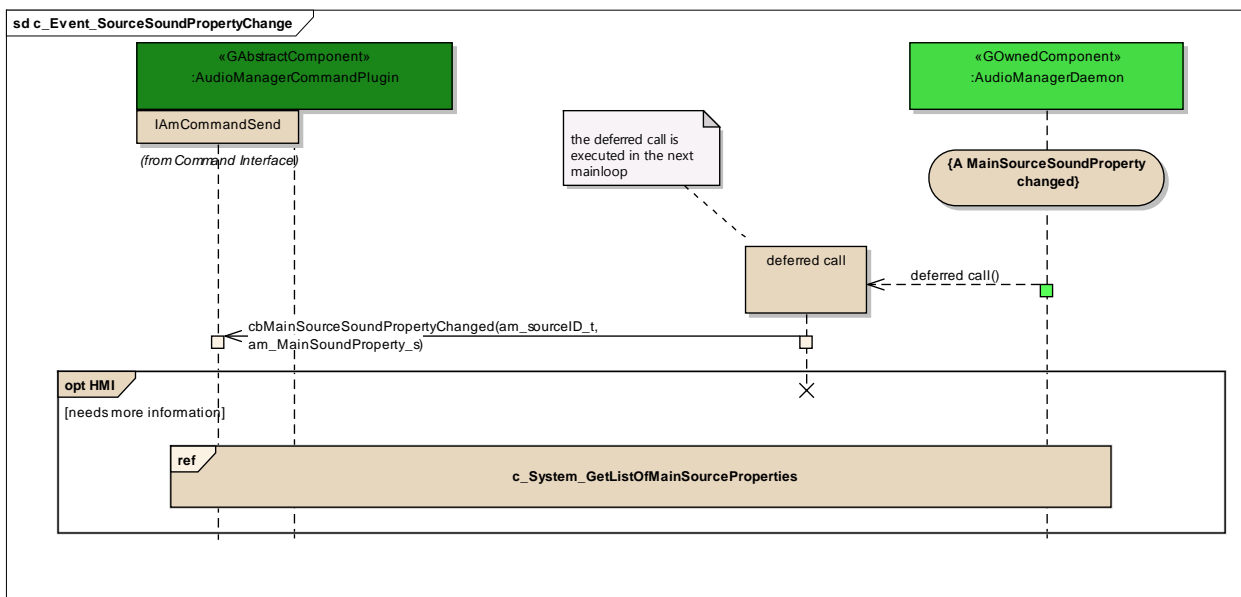 sd c_Event_SourceSoundPropertyChange
«GAbstractComponent»
:AudioManagerCommandPlugin
«GOwnedComponent»
:AudioManagerDaemon
IAmCommandSend
(from Command Interface)
the deferred call is
executed in the next
mainloop
{A MainSourceSoundProperty
changed}
deferred call
deferred call()
cbMainSourceSoundPropertyChanged(am_sourceID_t,
am_MainSoundProperty_s)
opt HMI
[needs more information]
ref
c_System_GetListOfMainSourceProperties